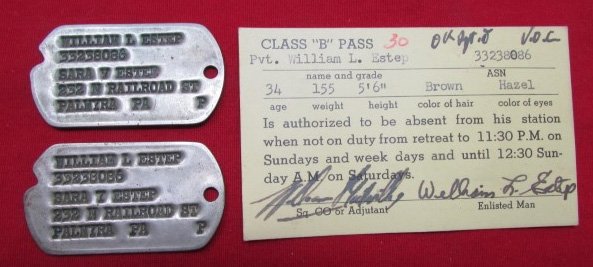 WILLIAM L ESTEP
33238086
SARA V ESTEP
232 N RAILROAD ST
PALMYRA PA P
WILLIAM L ESTEP
33238086
SARA V ESTEP
232 N RAILROAD ST
PALMYRA PA P
CLASS "B" PASS 30
Pvt. William L. Estep 33238086
name and grade ASN
34 155 5'6" Brown Hazel
age weight height color of hair color of eyes
Is authorized to be absent from his station
when not on duty from retreat to 11:30 P.M. on
Sundays and week days and until 12:30 Sun-
day A.M. on Saturdays.
William L. Estep
Sq. CO or Adjutant Enlisted Man